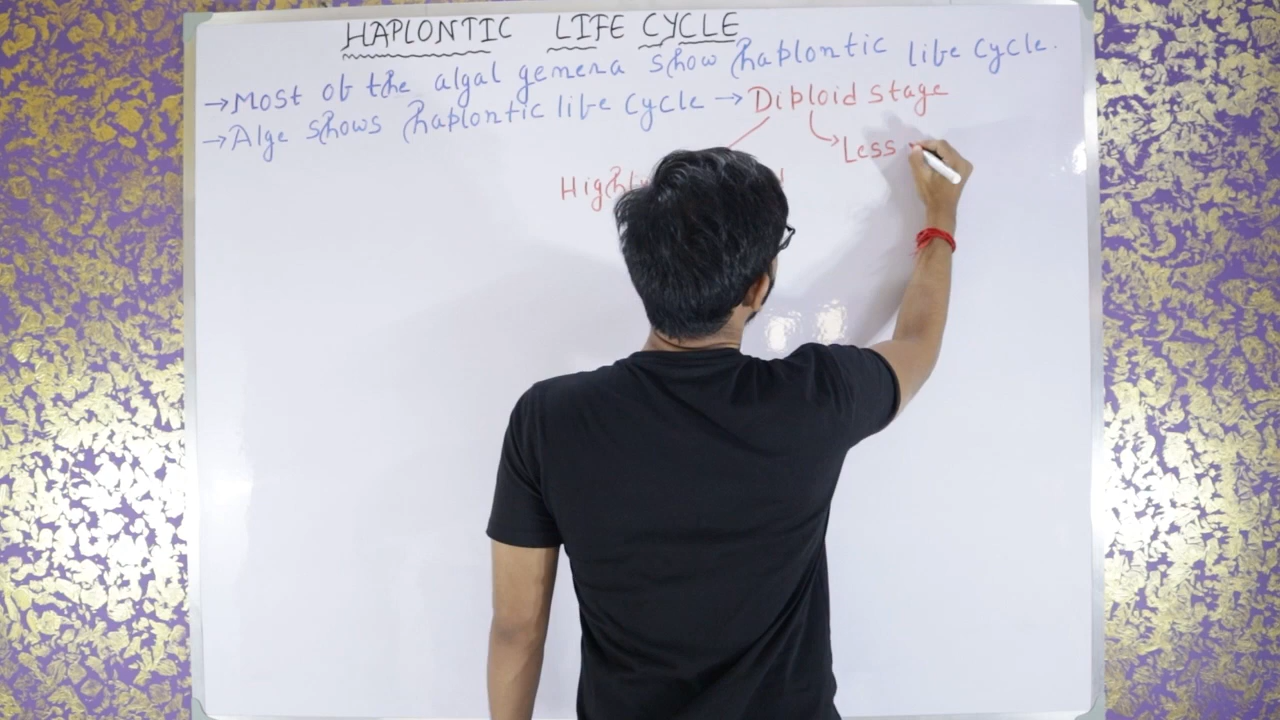 HAPLONTIC LIFE CYCLE
→ Most of the algal genera show haplontic life cycle.
→ Alge shows haplontic life cycle → Diploid stage
Less